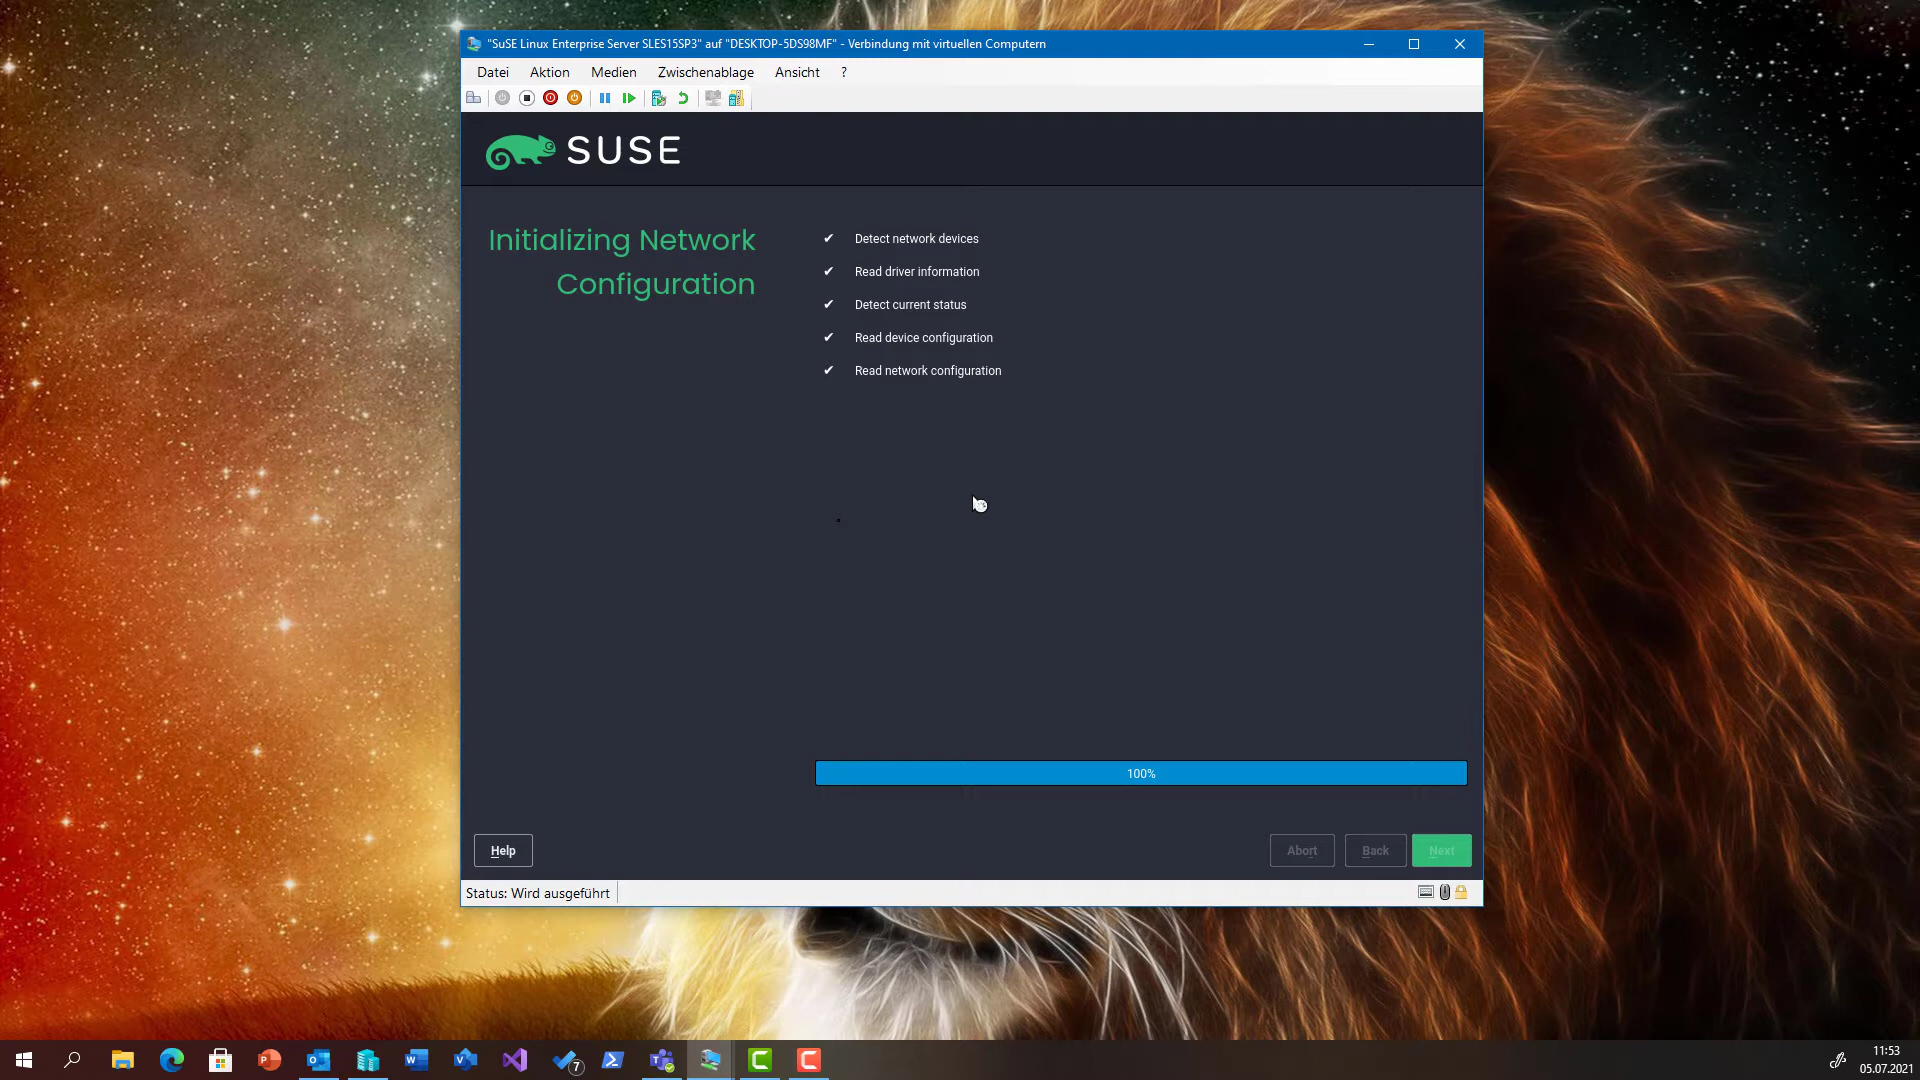 "SuSE Linux Enterprise Server SLES15SP3" auf "DESKTOP-5DS98MF" - Verbindung mit virtuellen Computern
Datei Aktion Medien Zwischenablage Ansicht ?
SUSE
Initializing Network
Configuration
✔ Detect network devices
✔ Read driver information
✔ Detect current status
✔ Read device configuration
✔ Read network configuration
100%
Help Abort Back Next
Status: Wird ausgeführt
7
11:53
05.07.2021